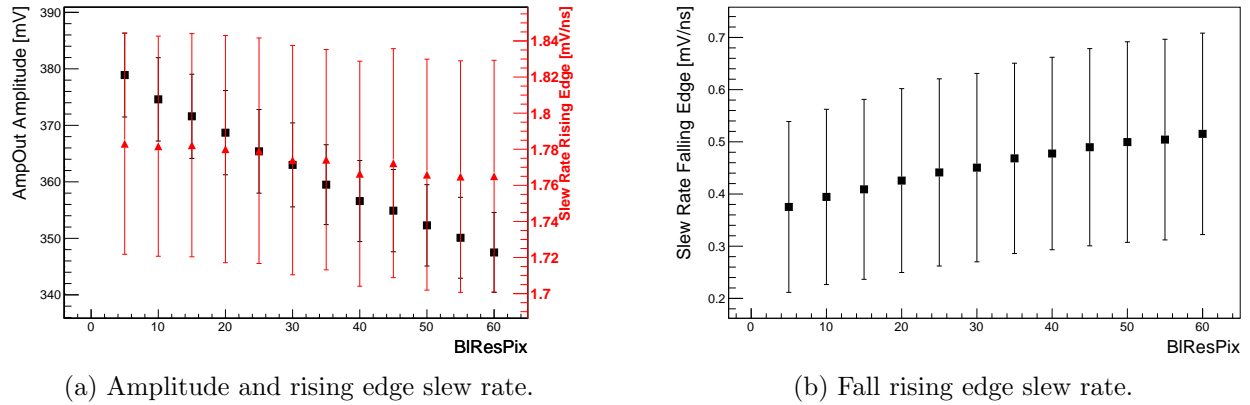 AmpOut Amplitude [mV]
390
380
370
360
350
340
0 10 20 30 40 50 60
BlResPix
Slew Rate Rising Edge [mV/ns]
1.84
1.82
1.8
1.78
1.76
1.74
1.72
1.7
(a) Amplitude and rising edge slew rate.
Slew Rate Falling Edge [mV/ns]
0.7
0.6
0.5
0.4
0.3
0.2
0 10 20 30 40 50 60
BlResPix
(b) Fall rising edge slew rate.